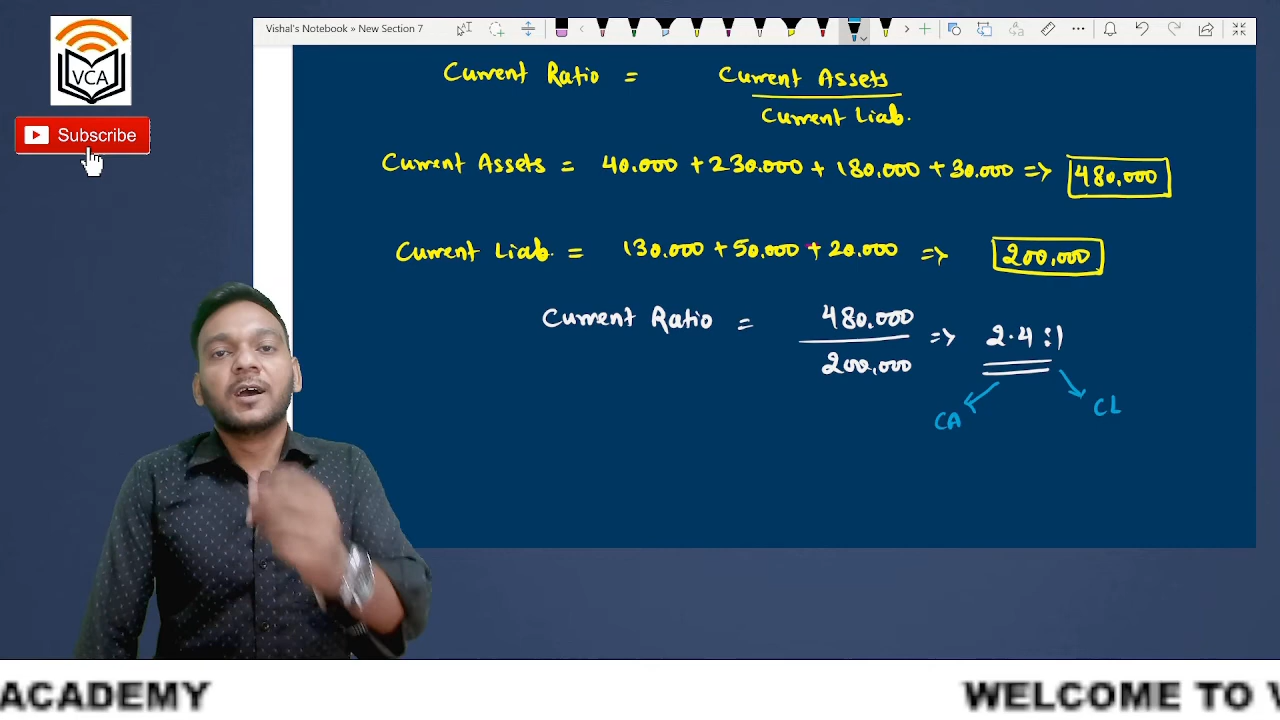 Vishal's Notebook » New Section 7
VCA
Subscribe
Current Ratio = Current Assets
Current Liab.
Current Assets = 40.000 + 230.000 + 180.000 + 30.000 => 480,000
Current Liab. = 130.000 + 50.000 + 20.000 => 200,000
Current Ratio = 480.000 => 2.4 : 1
200,000
CA
CL
ACADEMY
WELCOME TO V